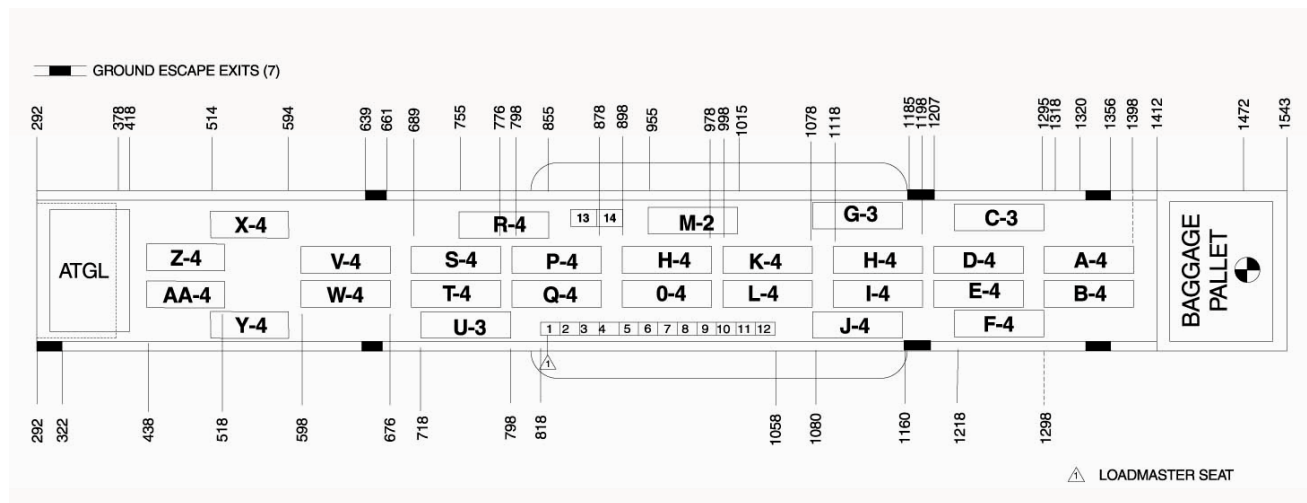 GROUND ESCAPE EXITS (7)
292 378 418 514 594 639 661 689 755 776 798 855 878 898 955 978 998 1015 1078 1118 1185 1198 1207 1295 1318 1320 1356 1398 1412 1472 1543
X-4 R-4 13 14 M-2 G-3 C-3
Z-4 V-4 S-4 P-4 H-4 K-4 H-4 D-4 A-4
ATGL
AA-4 W-4 T-4 Q-4 0-4 L-4 I-4 E-4 B-4
BAGGAGE
PALLET
Y-4 U-3 1 2 3 4 5 6 7 8 9 10 11 12 J-4 F-4
1
292 322 438 518 598 676 718 798 818 1058 1080 1160 1218 1298
1 LOADMASTER SEAT